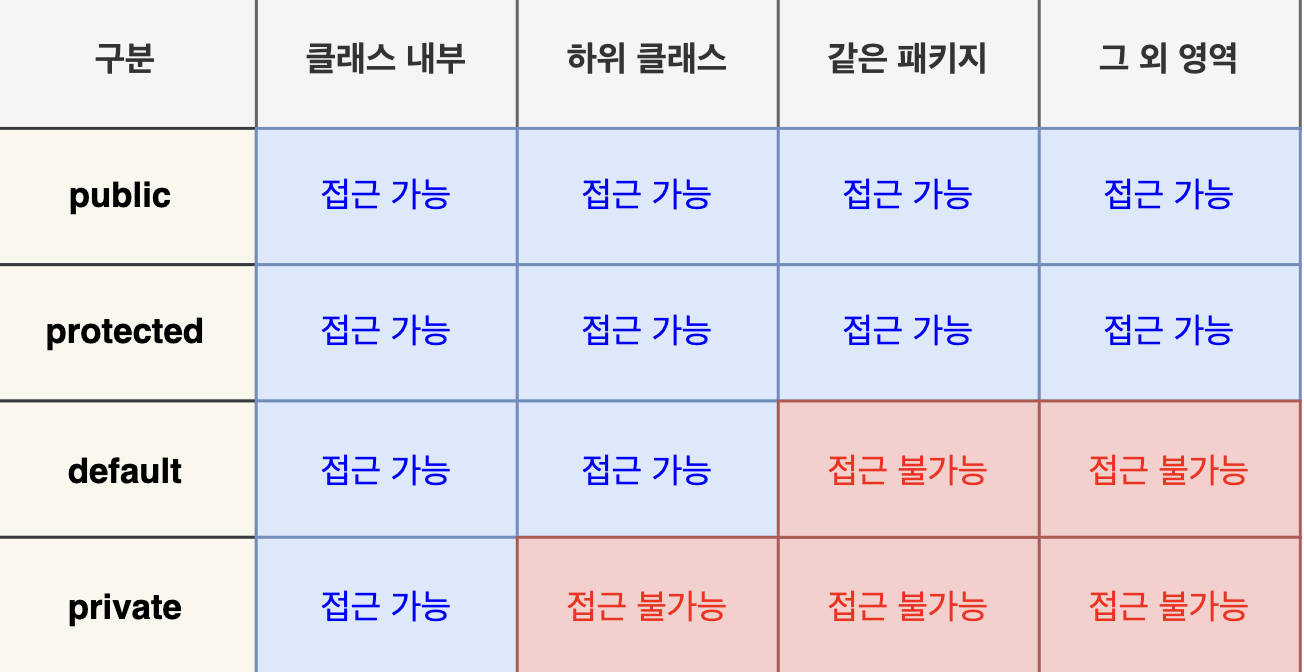 구분 클래스 내부 하위 클래스 같은 패키지 그 외 영역
public 접근 가능 접근 가능 접근 가능 접근 가능
protected 접근 가능 접근 가능 접근 가능 접근 가능
default 접근 가능 접근 가능 접근 불가능 접근 불가능
private 접근 가능 접근 불가능 접근 불가능 접근 불가능